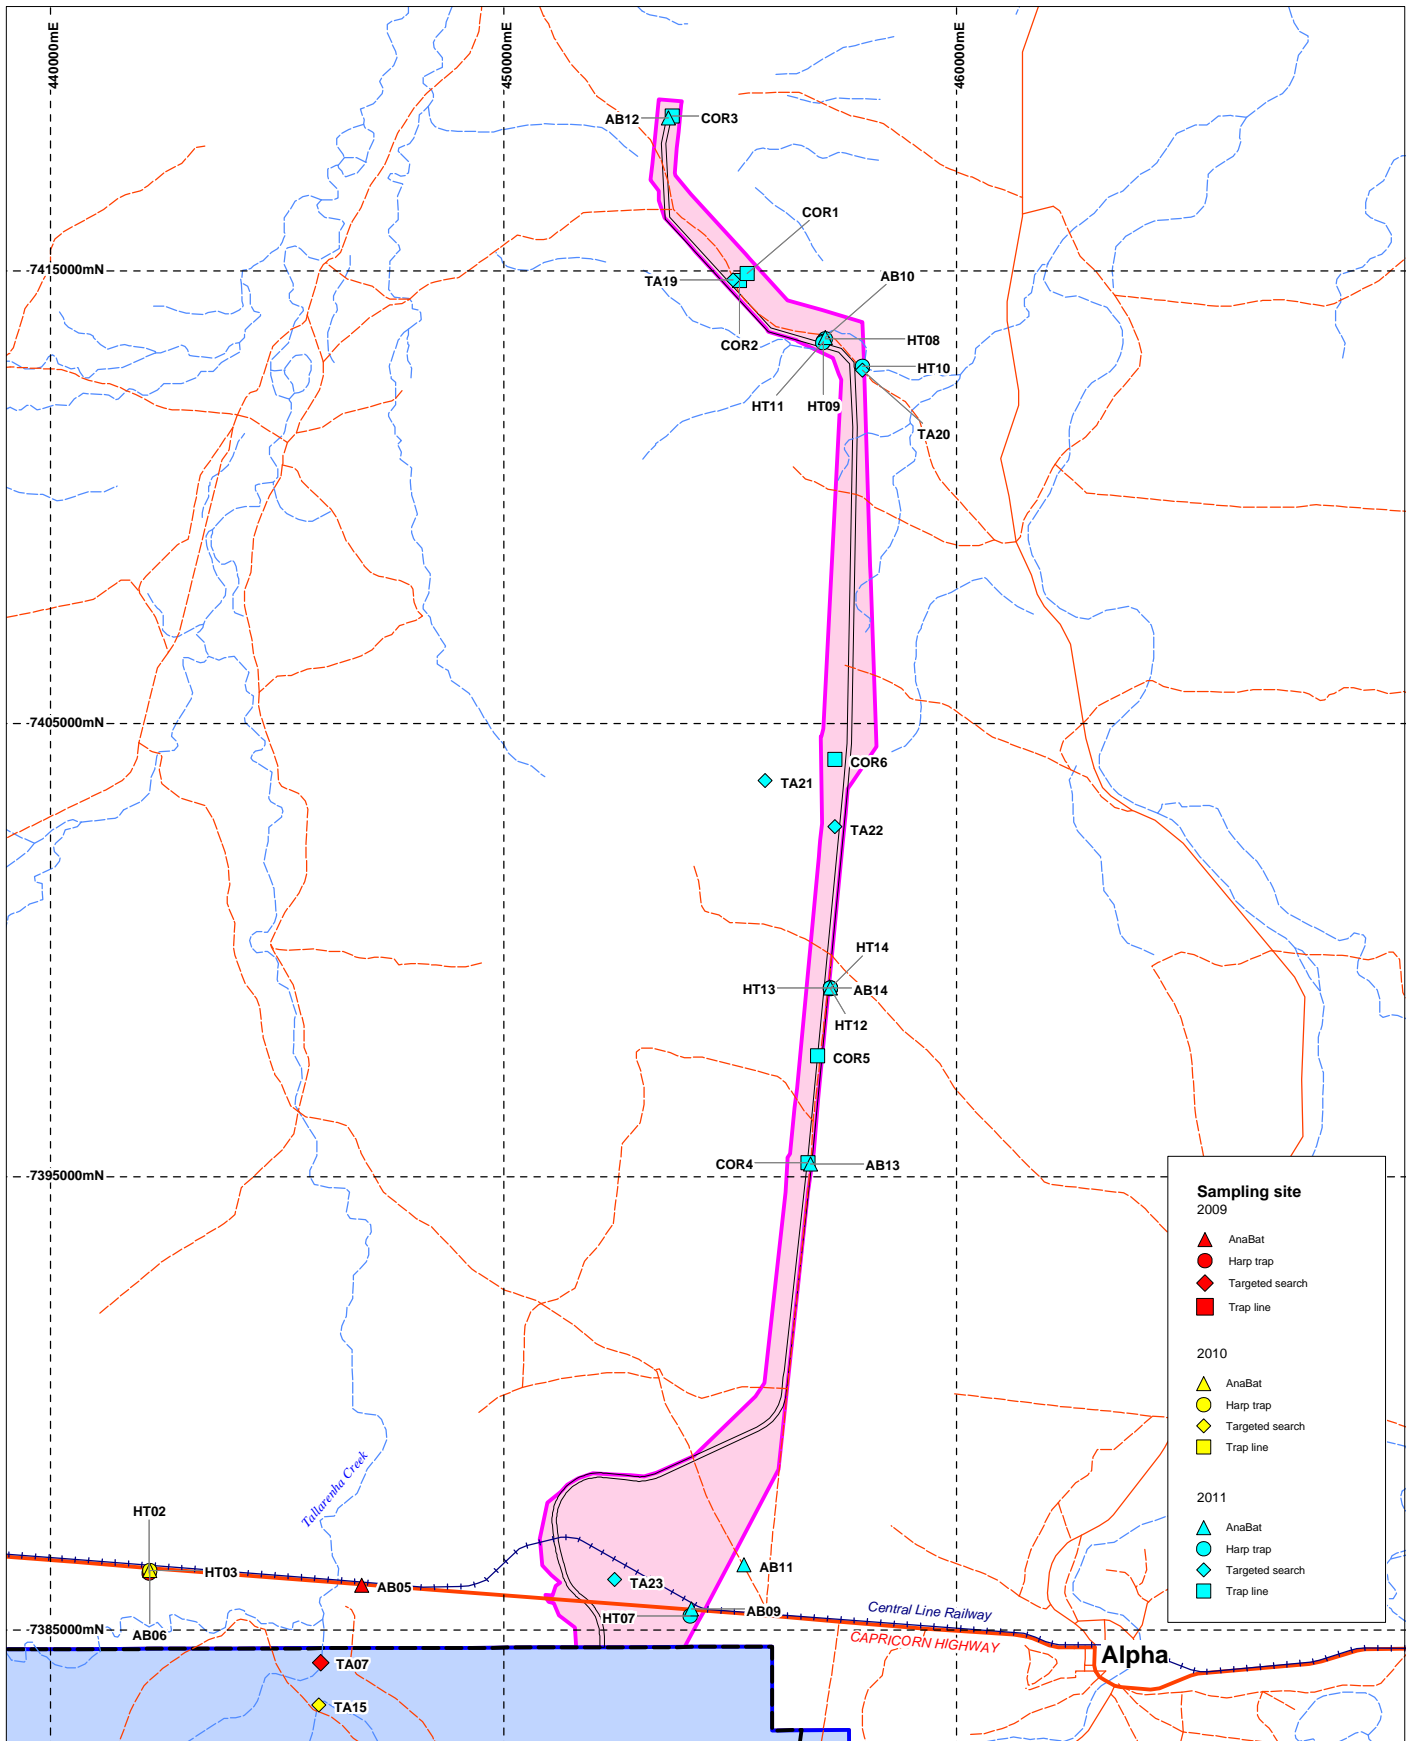 440000mE
450000mE
460000mE
AB12
COR3
COR1
7415000mN
TA19
AB10
COR2
HT08
HT10
HT11
HT09
TA20
7405000mN
COR6
TA21
TA22
HT14
HT13
AB14
HT12
COR5
COR4
AB13
7395000mN
Sampling site
2009
AnaBat
Harp trap
Targeted search
Trap line
2010
AnaBat
Harp trap
Targeted search
Trap line
2011
AnaBat
Harp trap
Targeted search
Trap line
Tallarenha Creek
HT02
HT03
AB05
AB06
TA23
AB11
AB09
HT07
Central Line Railway
CAPRICORN HIGHWAY
7385000mN
Alpha
TA07
TA15